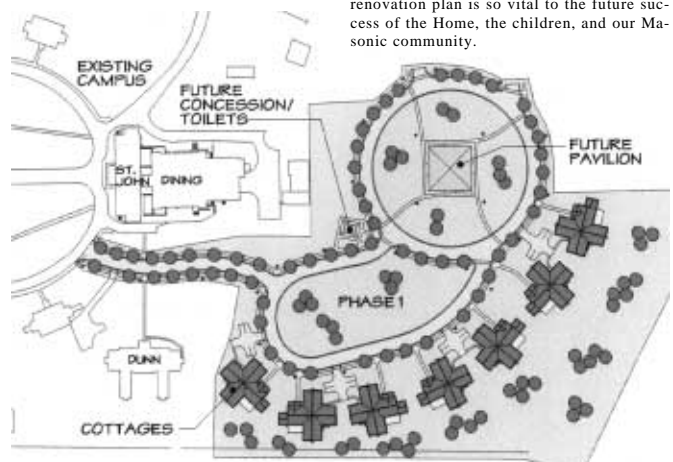 renovation plan is so vital to the future suc-
cess of the Home, the children, and our Ma-
sonic community.
EXISTING
CAMPUS
FUTURE
CONCESSION/
TOILETS
FUTURE
PAVILION
ST.
JOHN
DINING
PHASE 1
DUNN
COTTAGES